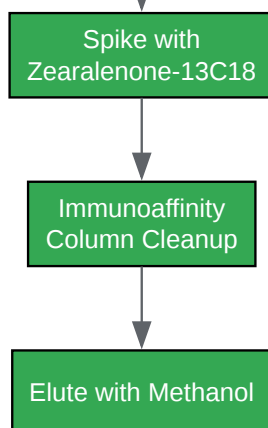 Spike with
Zearalenone-13C18
Immunoaffinity
Column Cleanup
Elute with Methanol